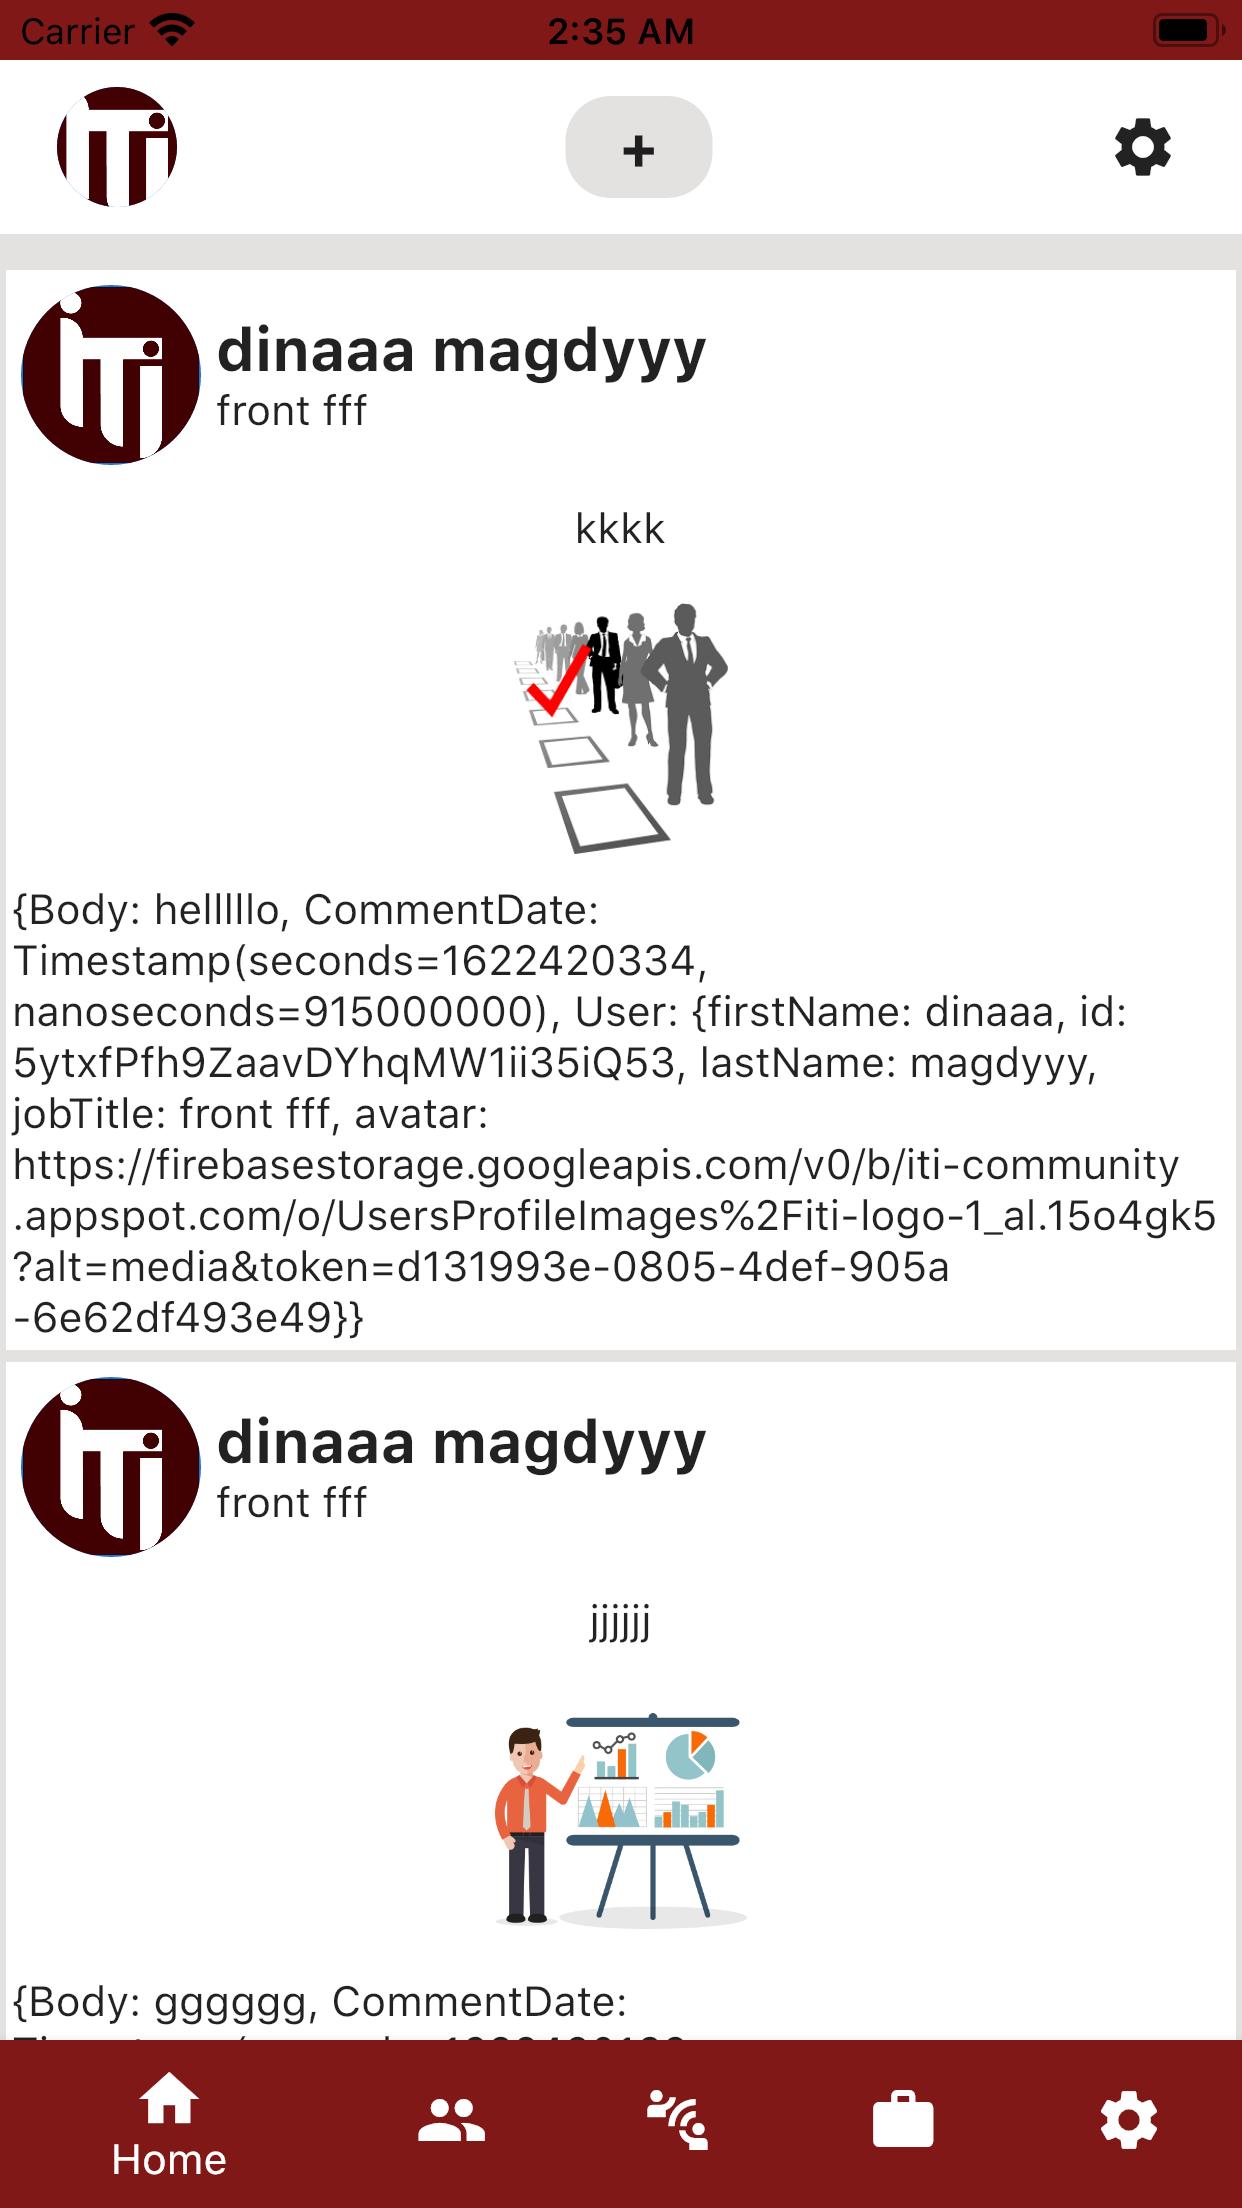 Carrier
2:35 AM
iTi
+
iTi
dinaaa magdyyy
front fff
kkkk
{Body: helllllo, CommentDate:
Timestamp(seconds=1622420334,
nanoseconds=915000000), User: {firstName: dinaaa, id:
5ytxfPfh9ZaavDYhqMW1ii35iQ53, lastName: magdyyy,
jobTitle: front fff, avatar:
https://firebasestorage.googleapis.com/v0/b/iti-community
.appspot.com/o/UsersProfileImages%2Fiti-logo-1_al.15o4gk5
?alt=media&token=d131993e-0805-4def-905a
-6e62df493e49}}
iTi
dinaaa magdyyy
front fff
jjjjjj
{Body: gggggg, CommentDate:
Home